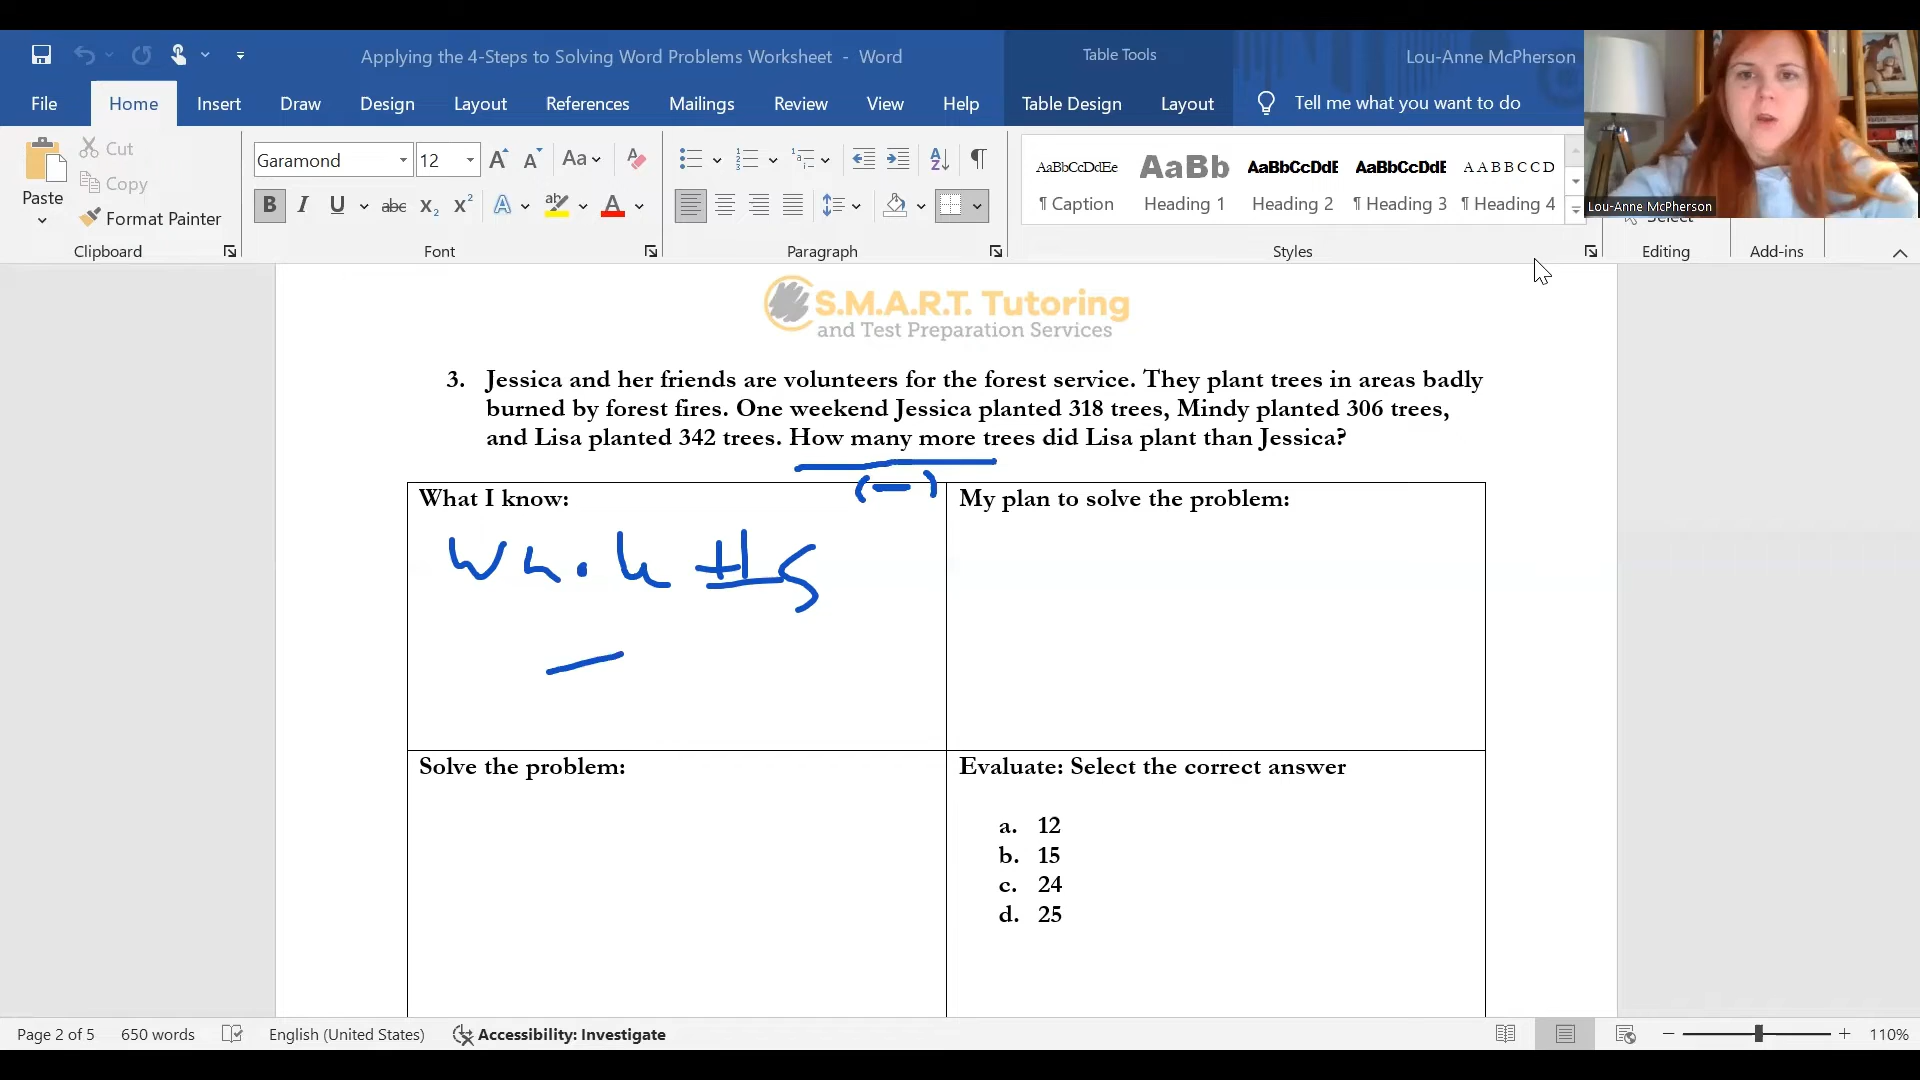 Applying the 4-Steps to Solving Word Problems Worksheet - Word
Table Tools
Lou-Anne McPherson
File Home Insert Draw Design Layout References Mailings Review View Help Table Design Layout Tell me what you want to do
Paste
Cut
Copy
Format Painter
Clipboard
Garamond 12
Font
Paragraph
AaBbCcDdEe AaBb AaBbCcDdE AaBbCcDdE AABBCCD
¶ Caption Heading 1 Heading 2 ¶ Heading 3 ¶ Heading 4
Styles
Select
Editing
Add-ins
Lou-Anne McPherson
S.M.A.R.T. Tutoring
and Test Preparation Services
3. Jessica and her friends are volunteers for the forest service. They plant trees in areas badly
burned by forest fires. One weekend Jessica planted 318 trees, Mindy planted 306 trees,
and Lisa planted 342 trees. How many more trees did Lisa plant than Jessica?
(-)
What I know:
#s
My plan to solve the problem:
Solve the problem:
Evaluate: Select the correct answer
a. 12
b. 15
c. 24
d. 25
Page 2 of 5 650 words English (United States) Accessibility: Investigate 110%